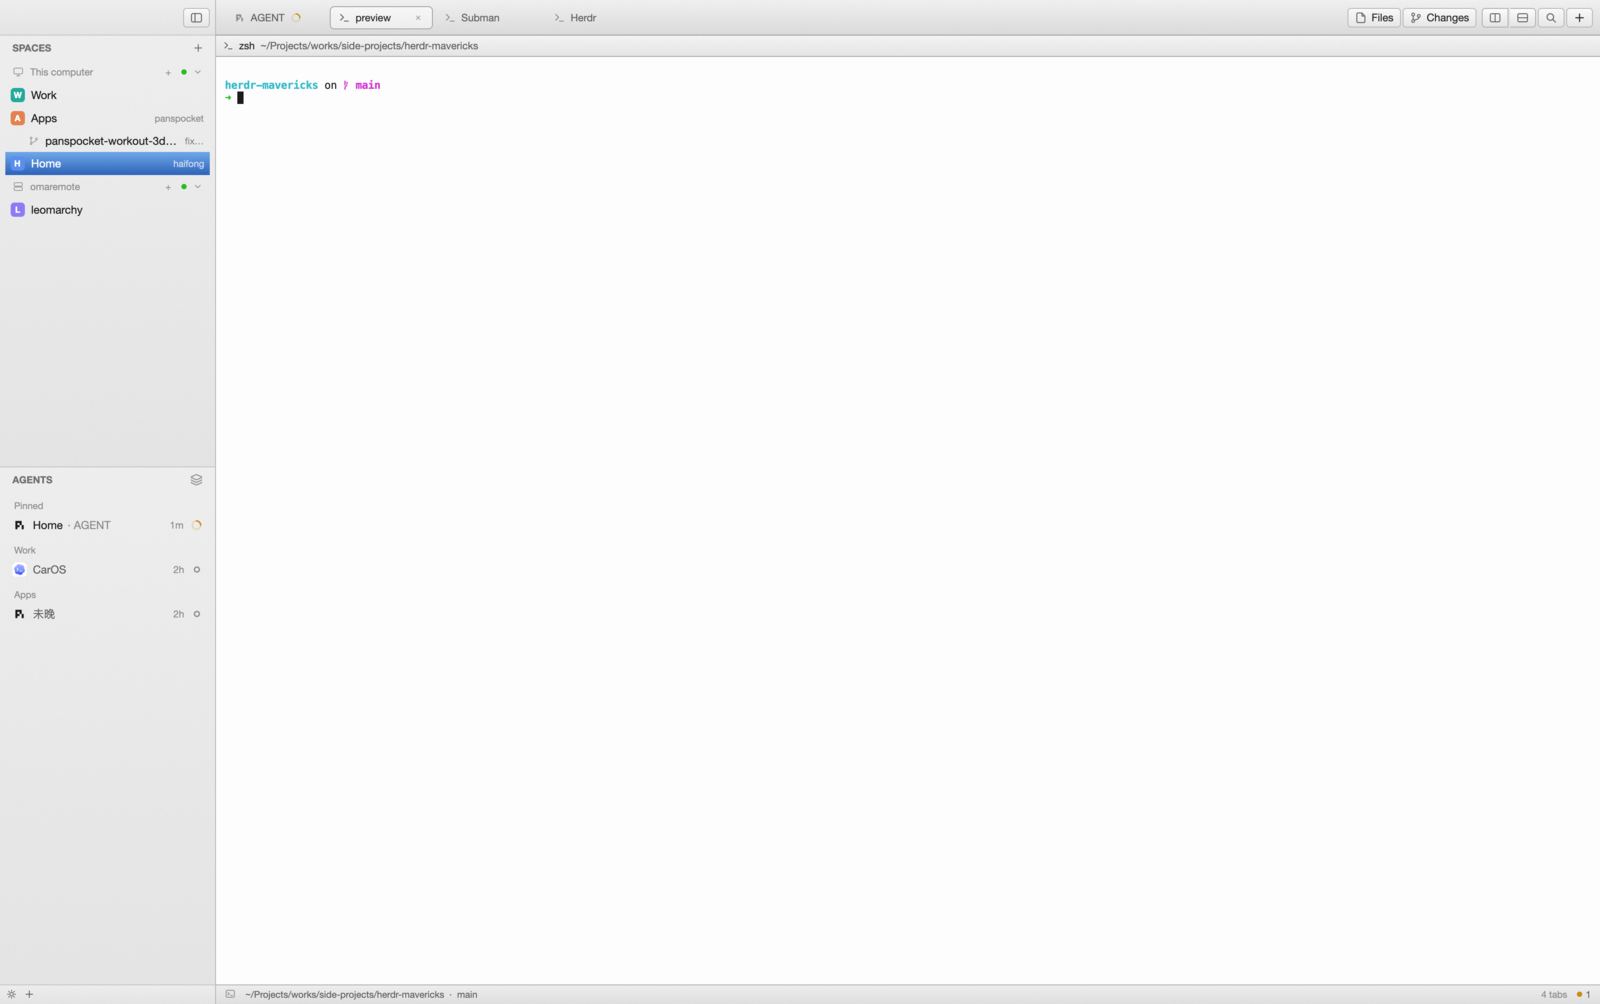 AGENT
preview ×
Subman
Herdr
Files
Changes
SPACES +
zsh ~/Projects/works/side-projects/herdr-mavericks
This computer +
W Work
A Apps panspocket
panspocket-workout-3d... fix...
H Home haifong
omaremote +
L leomarchy
herdr-mavericks on main
→
AGENTS
Pinned
Home · AGENT 1m
Work
CarOS 2h
Apps
未晚 2h
~/Projects/works/side-projects/herdr-mavericks · main
4 tabs 1